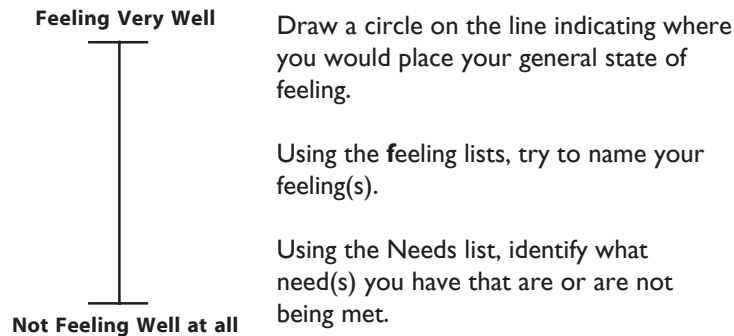 Feeling Very Well
Draw a circle on the line indicating where
you would place your general state of
feeling.
Using the feeling lists, try to name your
feeling(s).
Using the Needs list, identify what
need(s) you have that are or are not
being met.
Not Feeling Well at all